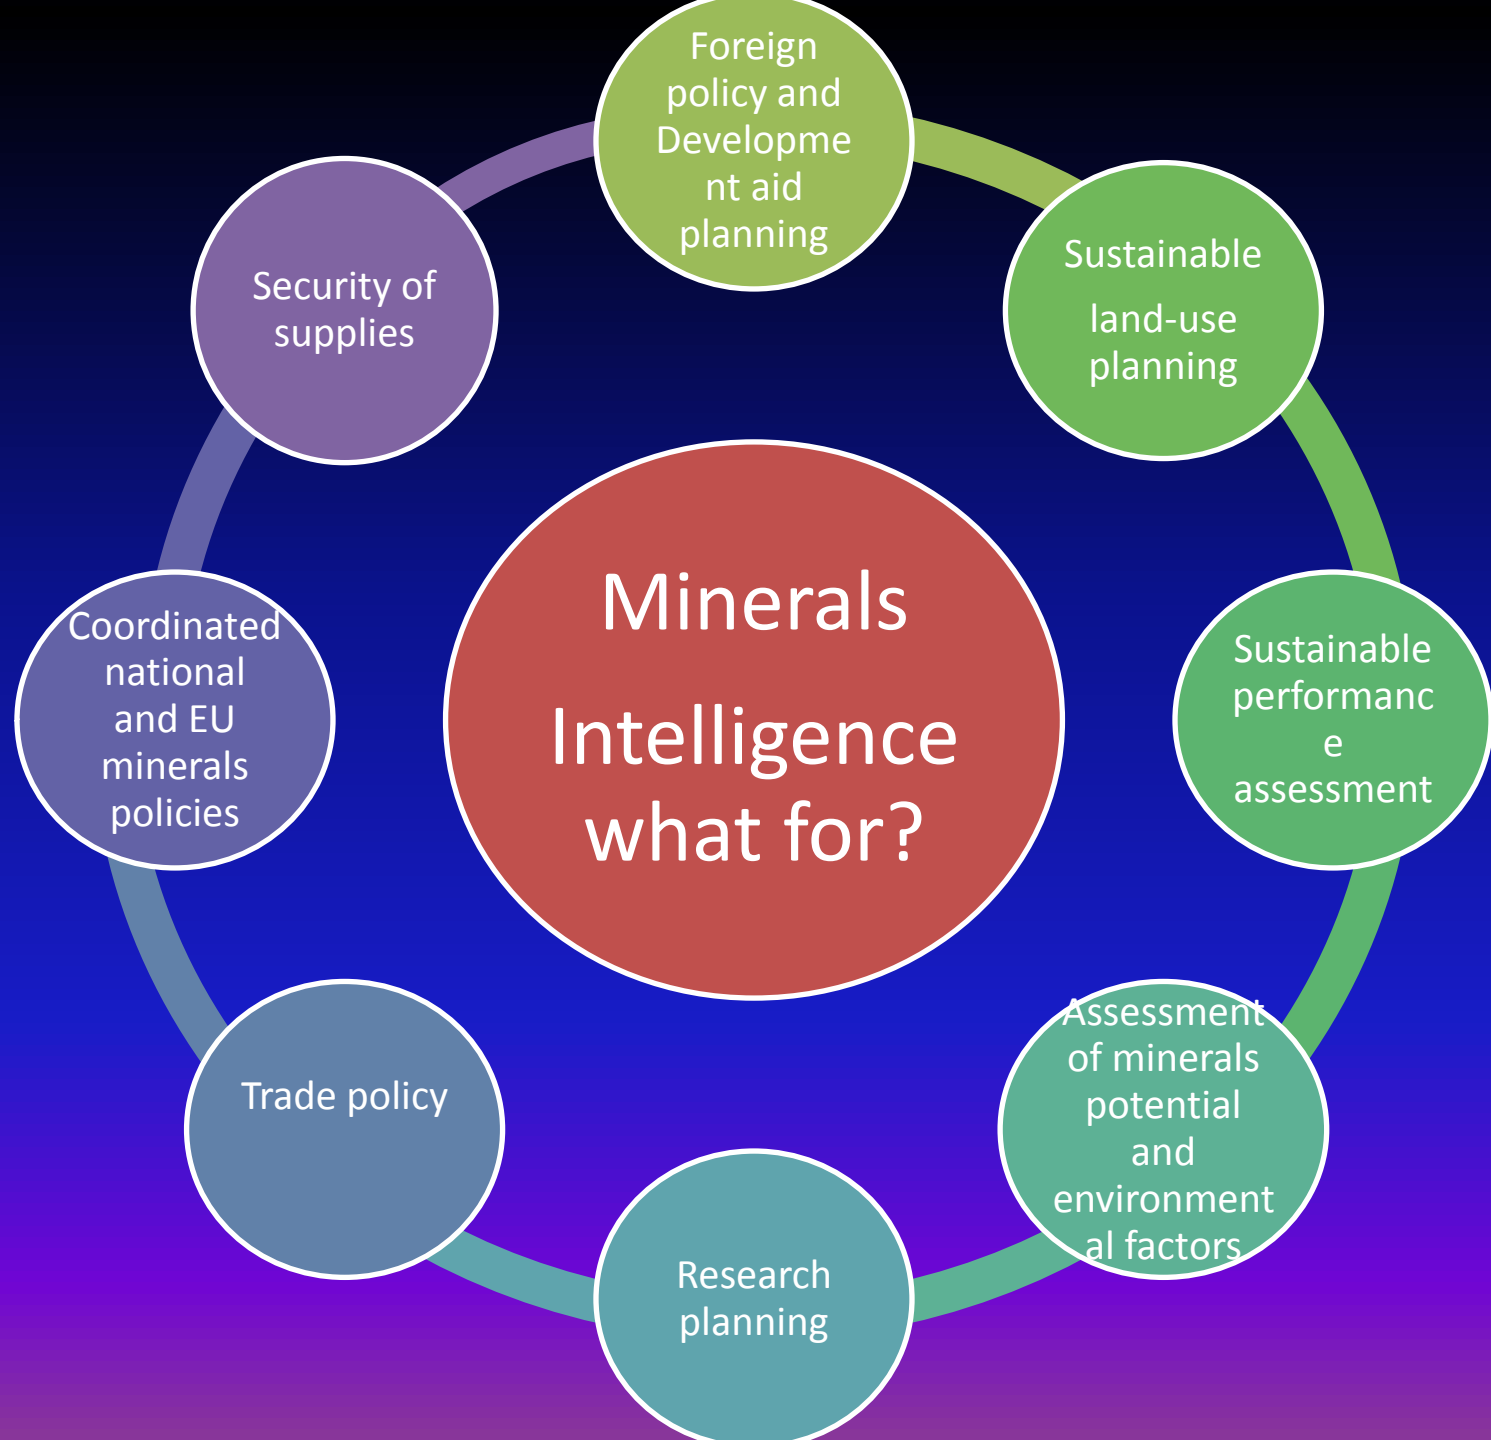 Foreign
policy and
Developme
nt aid
planning
Sustainable
land-use
planning
Sustainable
performanc
e
assessment
Assessment
of minerals
potential
and
environment
al factors
Research
planning
Trade policy
Coordinated
national
and EU
minerals
policies
Security of
supplies
Minerals
Intelligence
what for?